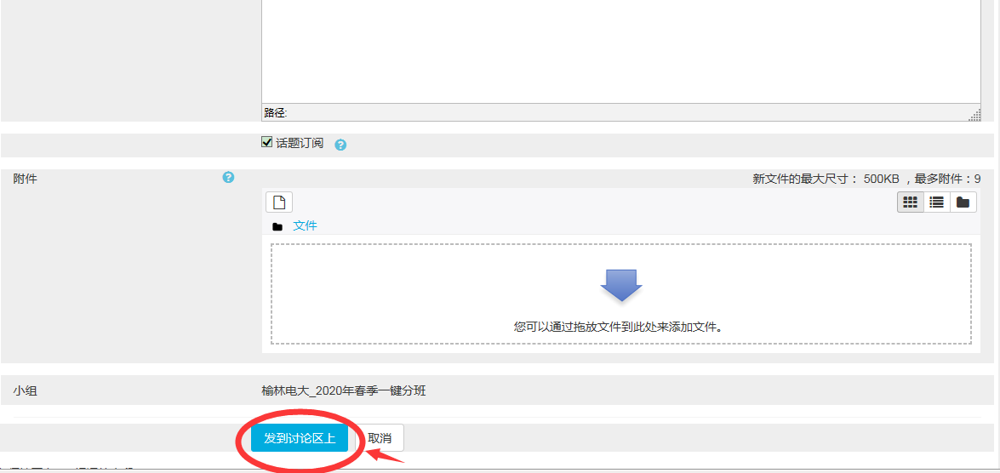 路径:
话题订阅
附件
新文件的最大尺寸： 500KB ，最多附件：9
文件
您可以通过拖放文件到此处来添加文件。
小组
榆林电大_2020年春季一键分班
发到讨论区上
取消